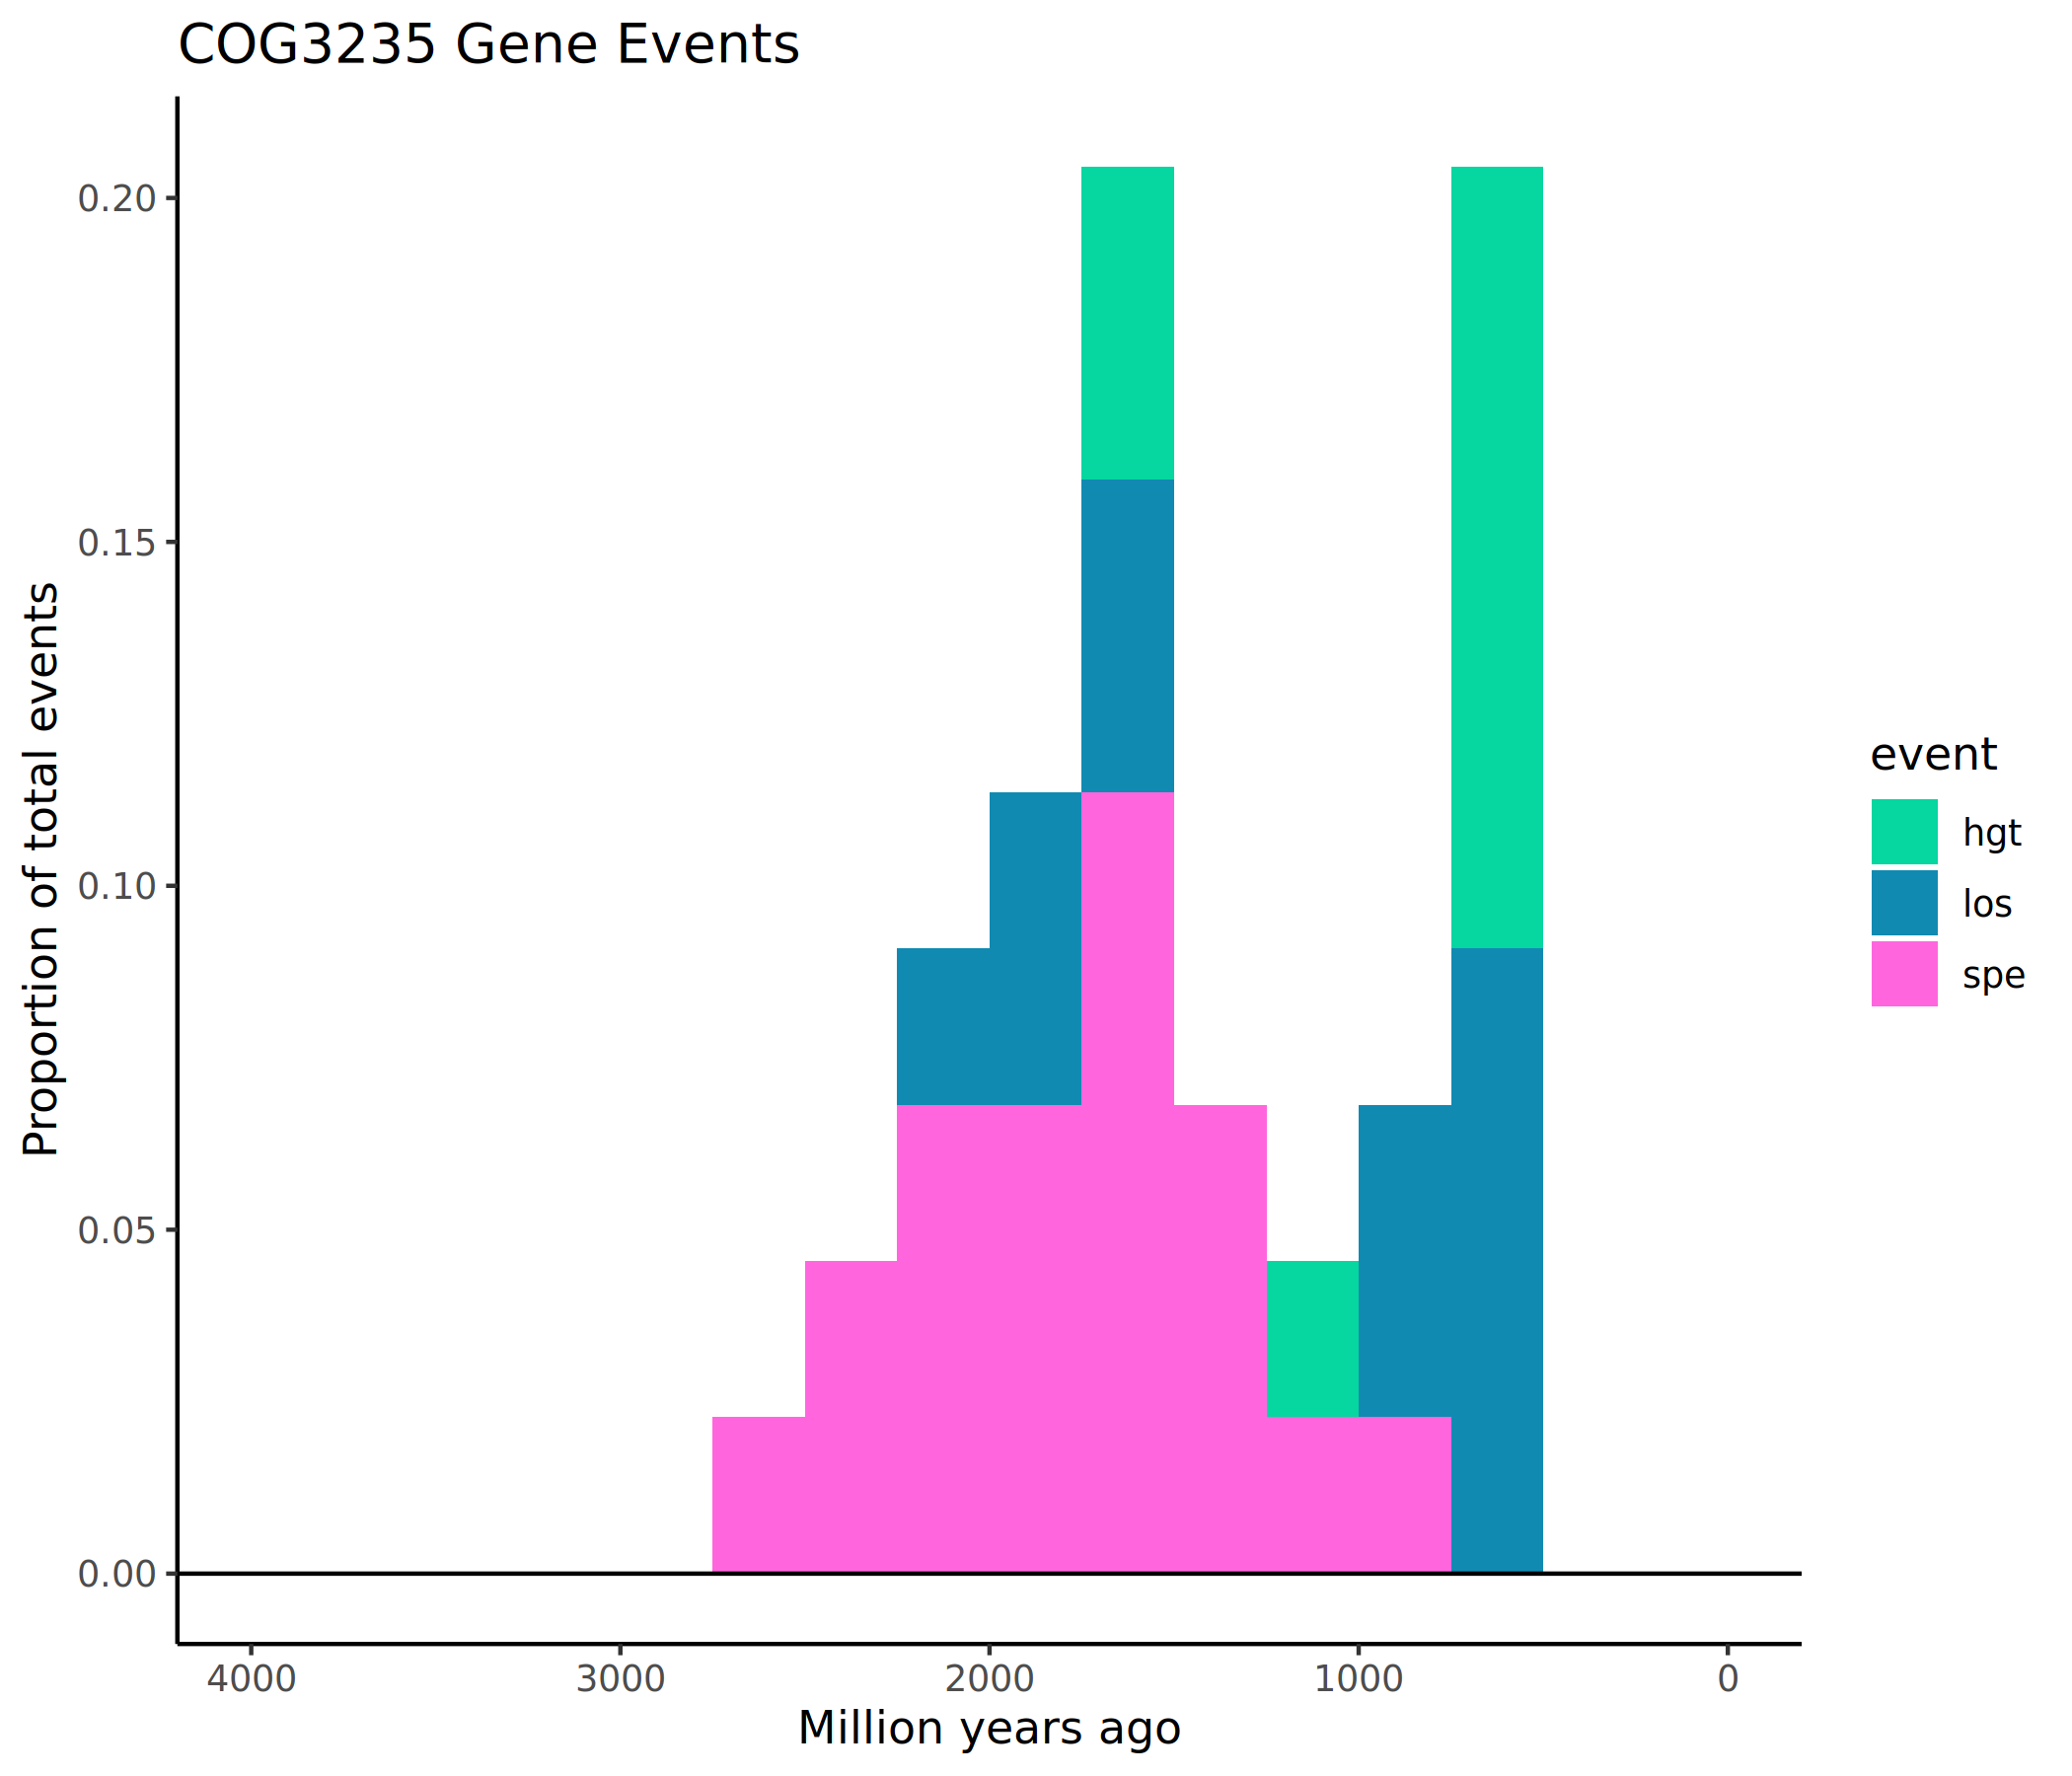 COG3235 Gene Events
Proportion of total events
0.20
0.15
0.10
0.05
0.00
4000 3000 2000 1000 0
Million years ago
event
hgt
los
spe